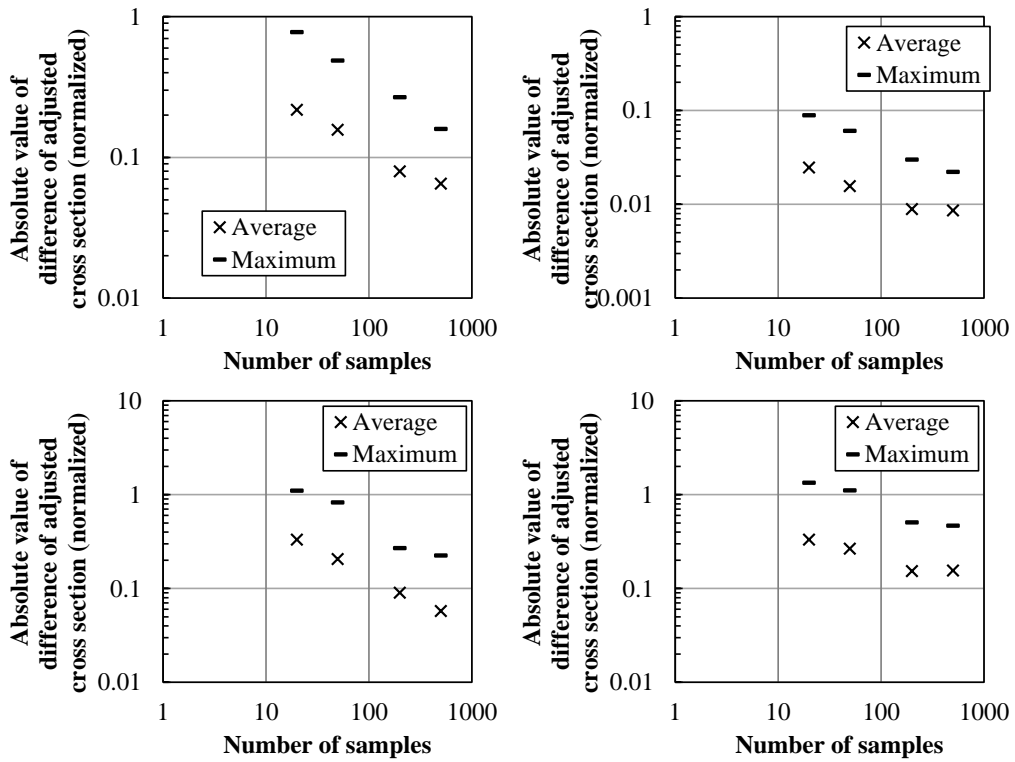 Absolute value of
difference of adjusted
cross section (normalized)
1
0.1
0.01
Average
Maximum
1 10 100 1000
Number of samples
Absolute value of
difference of adjusted
cross section (normalized)
1
0.1
0.01
0.001
Average
Maximum
1 10 100 1000
Number of samples
Absolute value of
difference of adjusted
cross section (normalized)
10
1
0.1
0.01
Average
Maximum
1 10 100 1000
Number of samples
Absolute value of
difference of adjusted
cross section (normalized)
10
1
0.1
0.01
Average
Maximum
1 10 100 1000
Number of samples